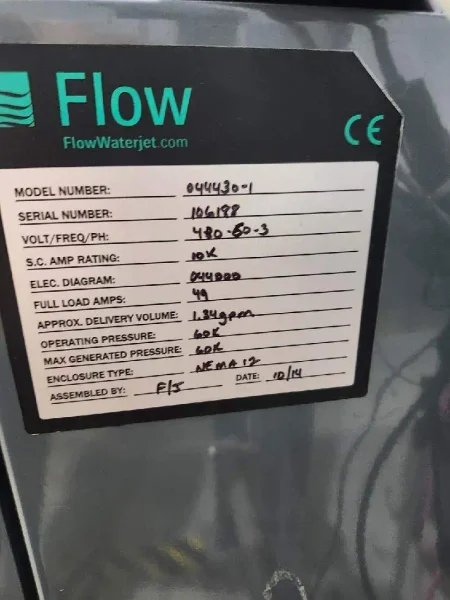 Flow
FlowWaterjet.com
CE
MODEL NUMBER: 044430-1
SERIAL NUMBER: 106188
VOLT/FREQ/PH: 480-60-3
S.C. AMP RATING: 10K
ELEC. DIAGRAM: 044000
FULL LOAD AMPS: 49
APPROX. DELIVERY VOLUME: 1.34gpm
OPERATING PRESSURE: 60K
MAX GENERATED PRESSURE: 60K
ENCLOSURE TYPE: NEMA 12
ASSEMBLED BY: F/J DATE: 10/14